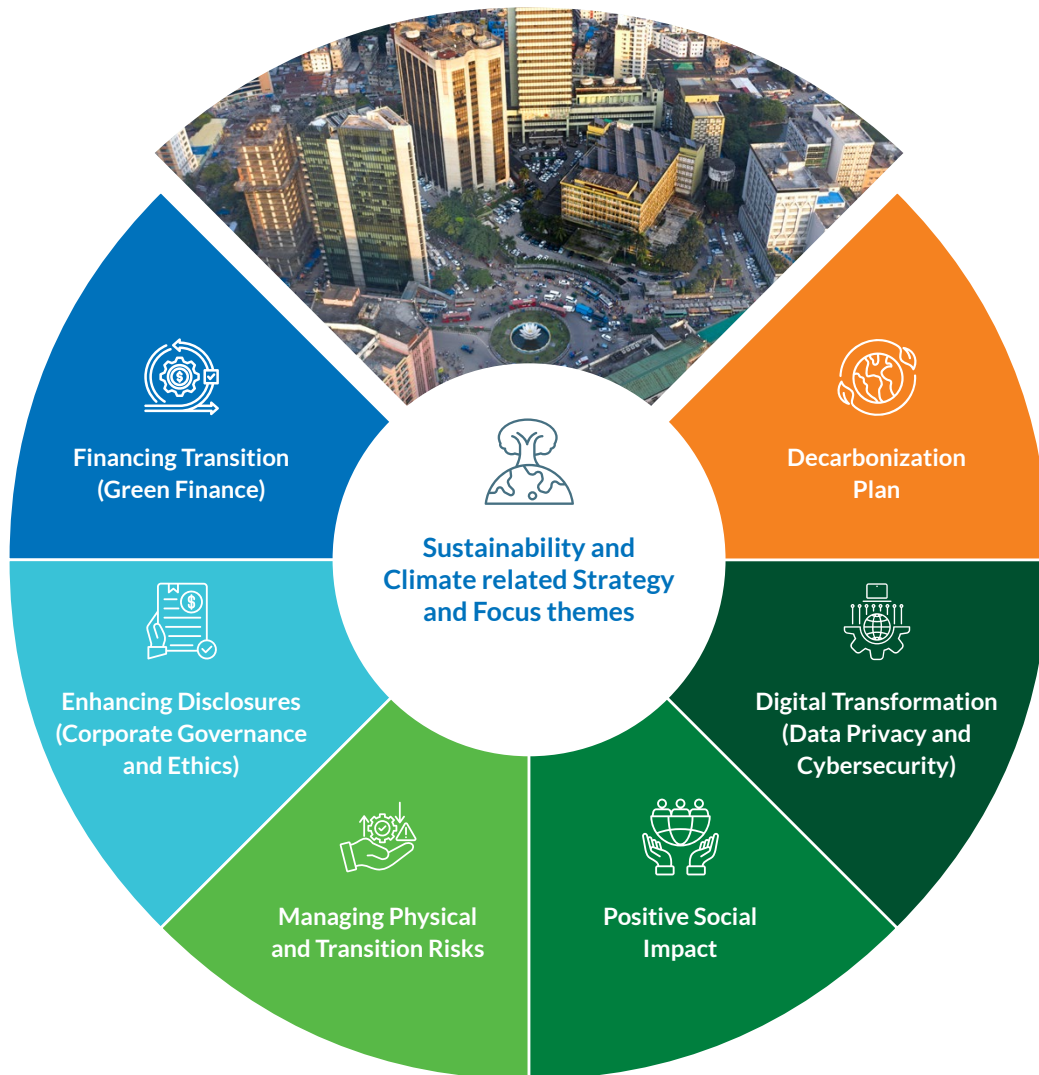 Financing Transition
(Green Finance)
Decarbonization
Plan
Sustainability and
Climate related Strategy
and Focus themes
Enhancing Disclosures
(Corporate Governance
and Ethics)
Digital Transformation
(Data Privacy and
Cybersecurity)
Managing Physical
and Transition Risks
Positive Social
Impact